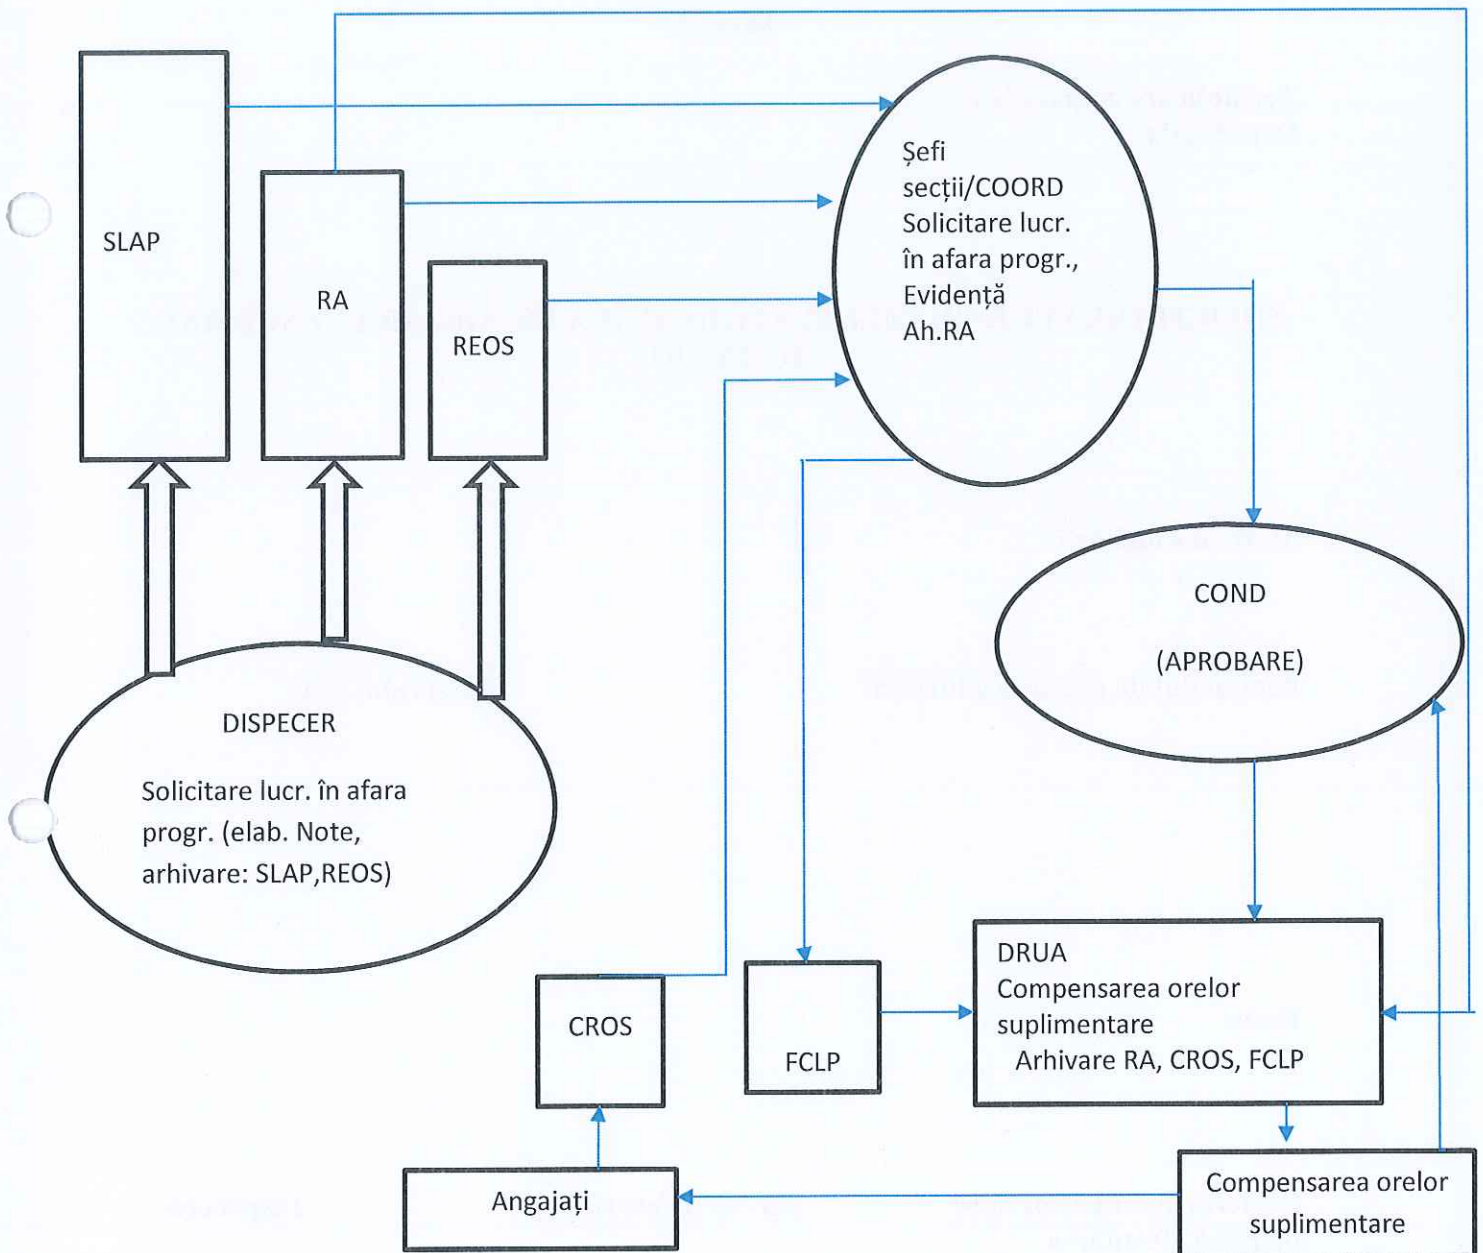 SLAP
RA
REOS
Șefi
secții/COORD
Solicitare lucr.
în afara progr.,
Evidență
Ah.RA
COND
(APROBARE)
DISPECER
Solicitare lucr. în afara
progr. (elab. Note,
arhivare: SLAP,REOS)
CROS
FCLP
DRUA
Compensarea orelor
suplimentare
Arhivare RA, CROS, FCLP
Angajați
Compensarea orelor
suplimentare